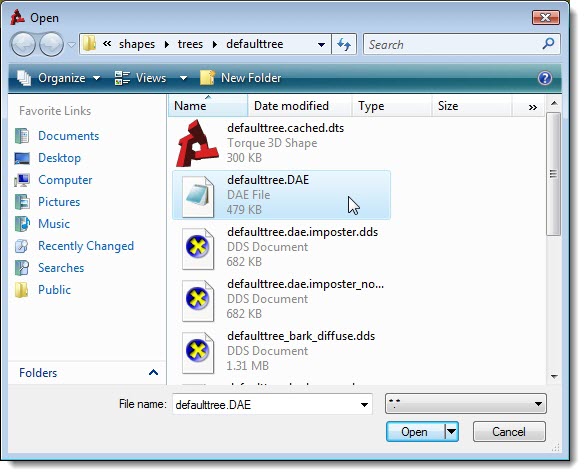 Open
« shapes ▸ trees ▸ defaulttree
Search
Organize
Views
New Folder
Favorite Links
Documents
Desktop
Computer
Pictures
Music
Recently Changed
Searches
Public
Folders
Name
Date modified
Type
Size
»
defaulttree.cached.dts
Torque 3D Shape
300 KB
defaulttree.DAE
DAE File
479 KB
defaulttree.dae.imposter.dds
DDS Document
682 KB
defaulttree.dae.imposter_no...
DDS Document
682 KB
defaulttree_bark_diffuse.dds
DDS Document
1.31 MB
File name:
defaulttree.DAE
*.*
Open
Cancel